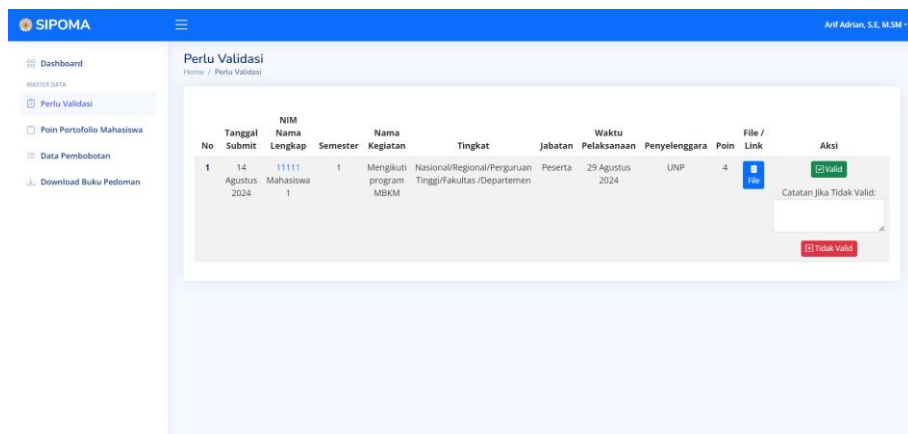 SIPOMA
Arif Adrian, S.E, M.SM
Dashboard
MASTER DATA
Perlu Validasi
Poin Portofolio Mahasiswa
Data Pembobotan
Download Buku Pedoman
Perlu Validasi
Home / Perlu Validasi
No
Tanggal
Submit
NIM
Nama
Lengkap
Semester
Nama
Kegiatan
Tingkat
Jabatan
Waktu
Pelaksanaan
Penyelenggara
Poin
File /
Link
Aksi
1
14
Agustus
2024
11111
Mahasiswa
1
1
Mengikuti
program
MBKM
Nasional/Regional/Perguruan
Tinggi/Fakultas /Departemen
Peserta
29 Agustus
2024
UNP
4
File
Valid
Catatan Jika Tidak Valid:
Tidak Valid